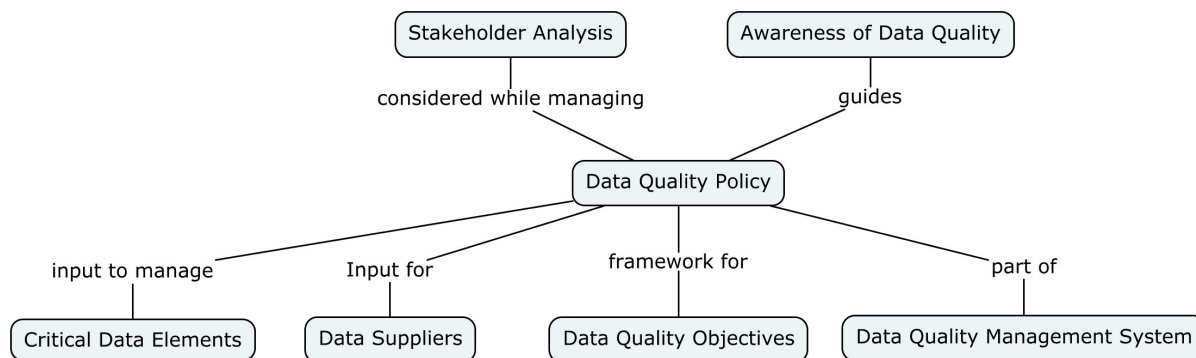 Stakeholder Analysis
Awareness of Data Quality
considered while managing
guides
Data Quality Policy
input to manage
Input for
framework for
part of
Critical Data Elements
Data Suppliers
Data Quality Objectives
Data Quality Management System